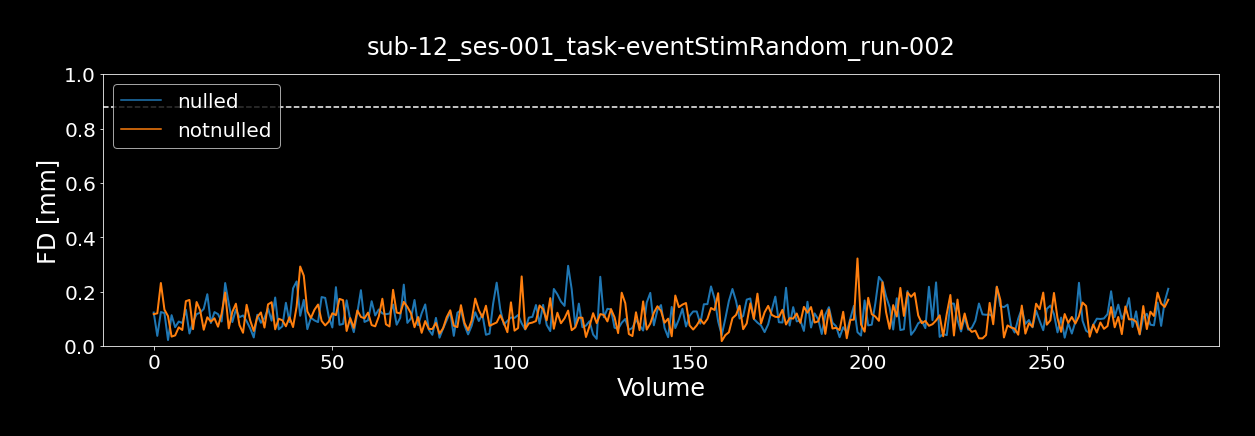 sub-12_ses-001_task-eventStimRandom_run-002
1.0
0.8
0.6
0.4
0.2
0.0
FD [mm]
nulled
notnulled
0 50 100 150 200 250
Volume